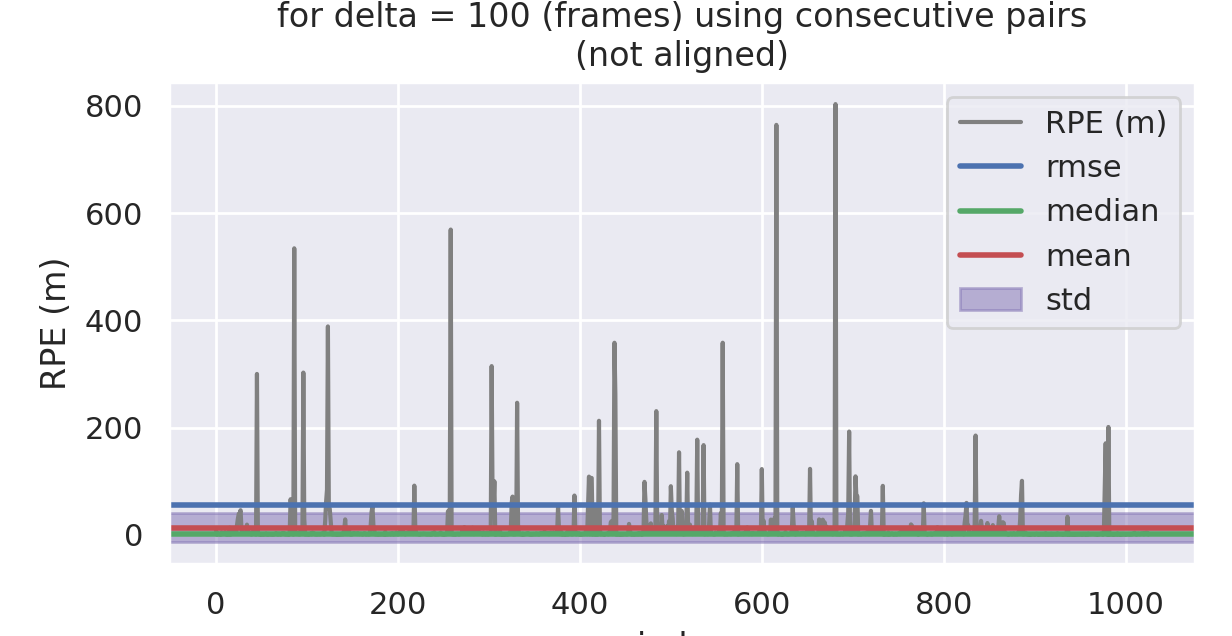 for delta = 100 (frames) using consecutive pairs
(not aligned)
RPE (m)
800
600
400
200
0
RPE (m)
rmse
median
mean
std
0
200
400
600
800
1000